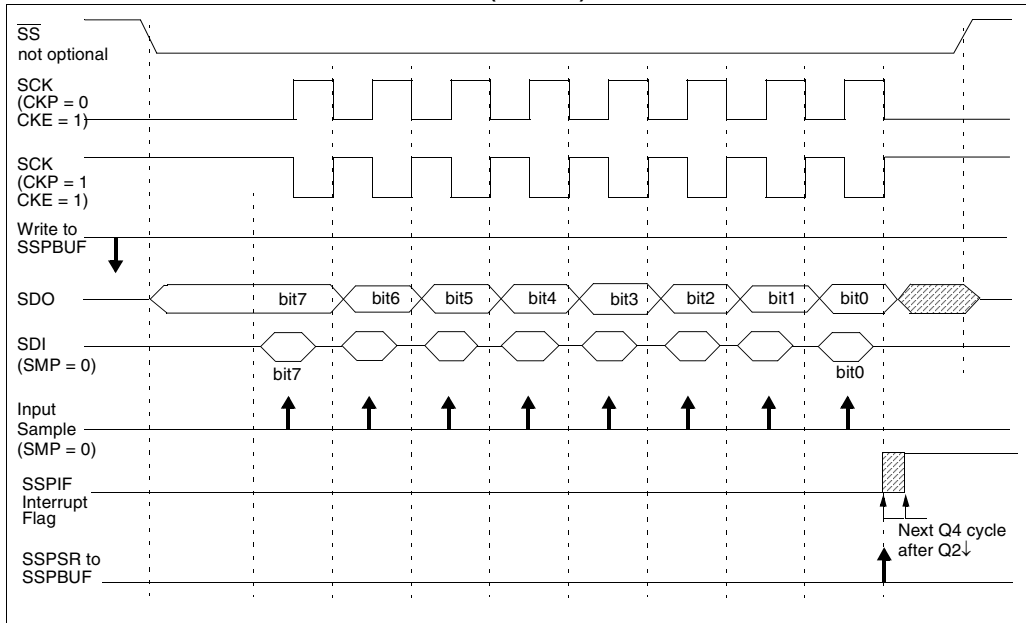 SS
not optional
SCK
(CKP = 0
CKE = 1)
SCK
(CKP = 1
CKE = 1)
Write to
SSPBUF
SDO
bit7 bit6 bit5 bit4 bit3 bit2 bit1 bit0
SDI
(SMP = 0)
bit7 bit0
Input
Sample
(SMP = 0)
SSPIF
Interrupt
Flag
Next Q4 cycle
after Q2↓
SSPSR to
SSPBUF